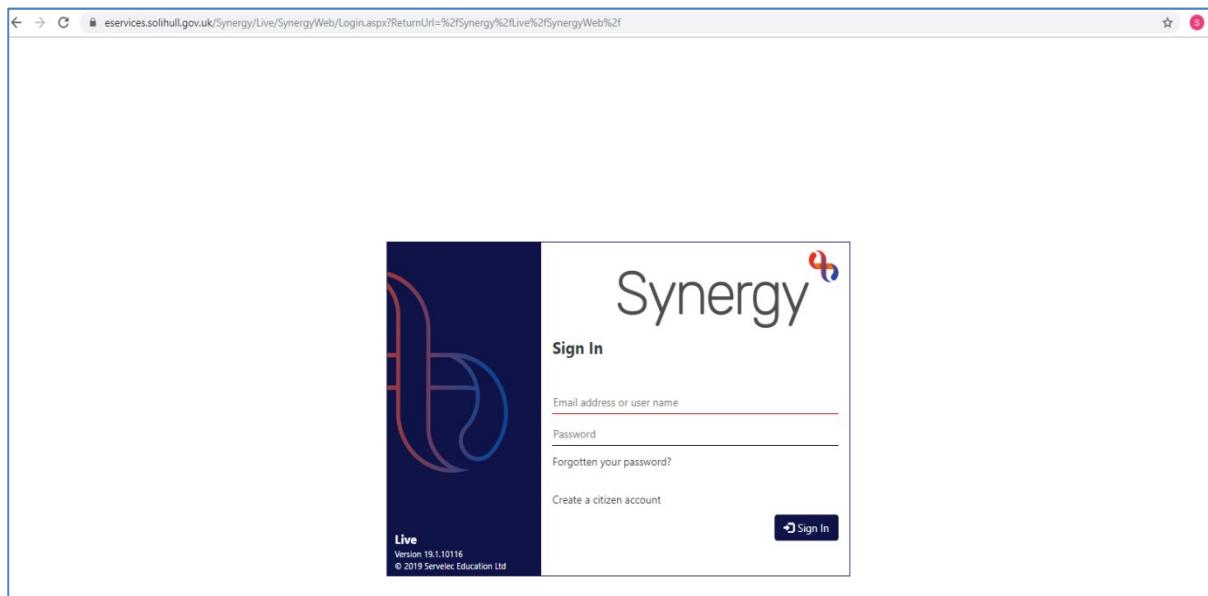 eservices.solihull.gov.uk/Synergy/Live/SynergyWeb/Login.aspx?ReturnUrl=%2fSynergy%2fLive%2fSynergyWeb%2f
S
Synergy
Sign In
Email address or user name
Password
Forgotten your password?
Create a citizen account
Sign In
Live
Version 19.1.10116
© 2019 Servelec Education Ltd